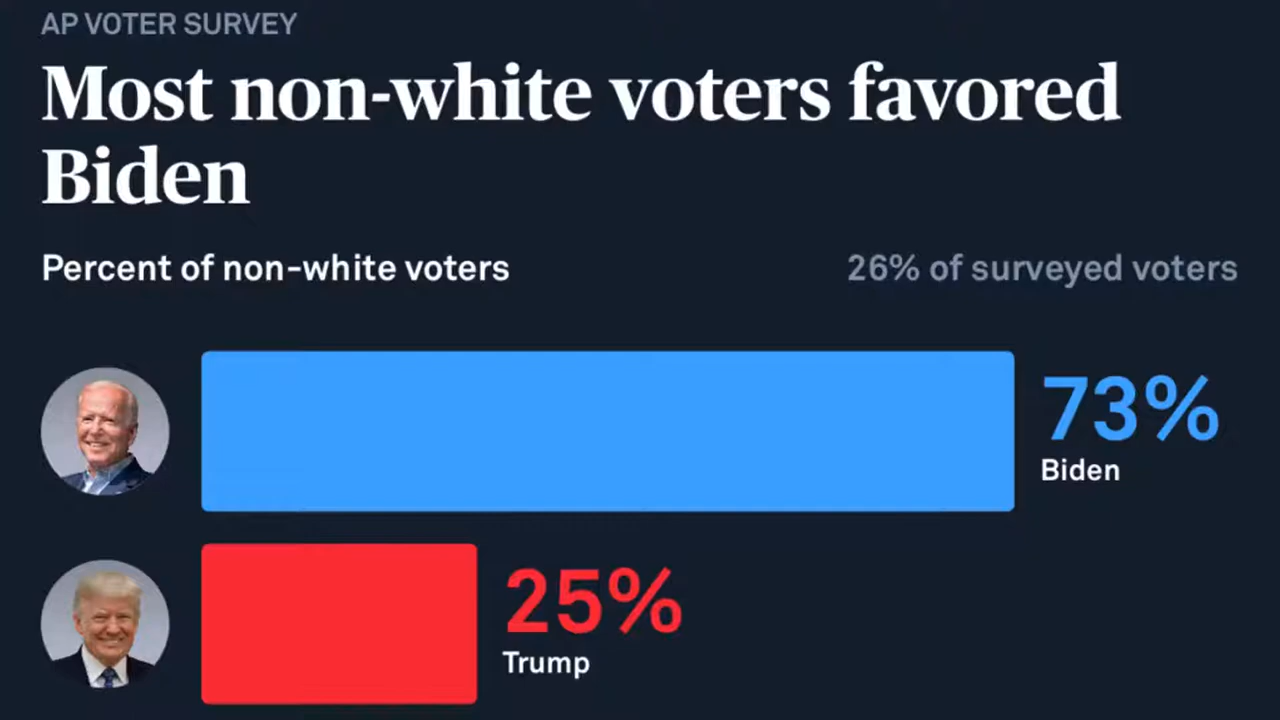 AP VOTER SURVEY
Most non-white voters favored
Biden
Percent of non-white voters
26% of surveyed voters
73%
Biden
25%
Trump